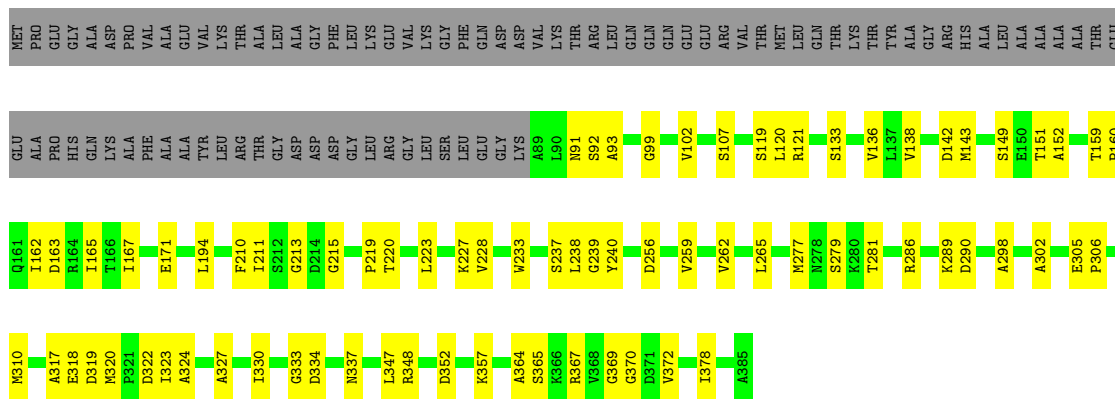 MET PRO GLU GLY ALA ASP PRO VAL ALA GLU VAL LYS THR ALA LEU ALA GLY PHE LEU LYS GLU VAL LYS GLY PHE GLN ASP ASP VAL LYS THR ARG LEU GLN GLN GLN GLU GLU ARG VAL THR MET LEU GLN THR LYS THR TYR ALA GLY ARG HIS ALA LEU ALA ALA ALA ALA THR GLU
GLU ALA PRO HIS GLN LYS ALA PHE ALA ALA TYR LEU ARG THR GLY ASP ASP ASP GLY LEU ARG GLY LEU SER LEU GLU GLY LYS A89 L90 N91 S92 A93 G99 V102 S107 S119 L120 R121 S133 V136 L137 V138 D142 M143 S149 E150 T151 A152 T159
Q161 I162 D163 R164 I165 T166 I167 E171 L194 F210 I211 S212 G213 D214 G215 P219 T220 L223 K227 V228 W233 S237 L238 G239 Y240 D256 V259 V262 L265 M277 N278 S279 K280 T281 R286 K289 D290 A298 A302 E305 P306
M310 A317 E318 D319 M320 P321 D322 I323 A324 A327 I330 G333 D334 N337 L347 R348 D352 K357 A364 S365 K366 R367 V368 G369 G370 D371 V372 I378 A385